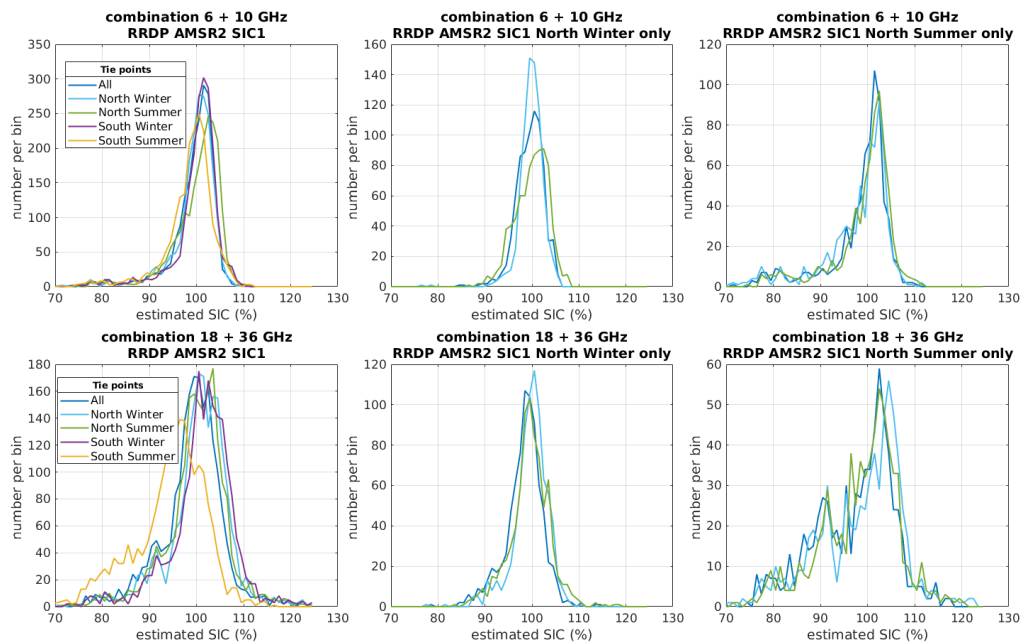 combination 6 + 10 GHz
RRDP AMSR2 SIC1
350
300
250
200
150
100
50
0
number per bin
Tie points
All
North Winter
North Summer
South Winter
South Summer
70 80 90 100 110 120 130
estimated SIC (%)
combination 6 + 10 GHz
RRDP AMSR2 SIC1 North Winter only
160
140
120
100
80
60
40
20
0
number per bin
70 80 90 100 110 120 130
estimated SIC (%)
combination 6 + 10 GHz
RRDP AMSR2 SIC1 North Summer only
120
100
80
60
40
20
0
number per bin
70 80 90 100 110 120 130
estimated SIC (%)
combination 18 + 36 GHz
RRDP AMSR2 SIC1
180
160
140
120
100
80
60
40
20
0
number per bin
Tie points
All
North Winter
North Summer
South Winter
South Summer
70 80 90 100 110 120 130
estimated SIC (%)
combination 18 + 36 GHz
RRDP AMSR2 SIC1 North Winter only
120
100
80
60
40
20
0
number per bin
70 80 90 100 110 120 130
estimated SIC (%)
combination 18 + 36 GHz
RRDP AMSR2 SIC1 North Summer only
60
50
40
30
20
10
0
number per bin
70 80 90 100 110 120 130
estimated SIC (%)